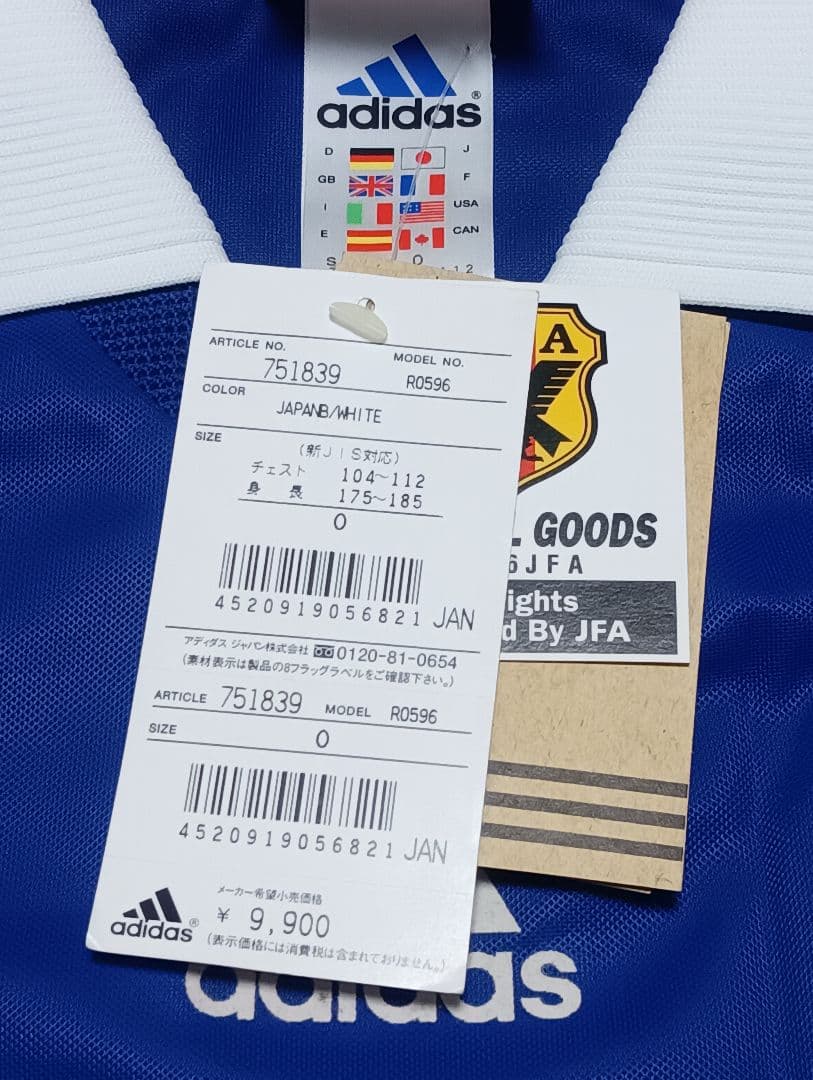 adidas®
D J
GB F
I USA
E CAN
S O 12
ARTICLE NO. MODEL NO.
751839 R0596
COLOR
JAPANB/WHITE
SIZE
(新JIS対応)
チェスト 104~112
身 長 175~185
O
4520919056821 JAN
アディダス ジャパン株式会社 0120-81-0654
(素材表示は製品の8フラッグラベルをご確認下さい。)
ARTICLE 751839 MODEL R0596
SIZE
O
4520919056821 JAN
メーカー希望小売価格
¥ 9,900
(表示価格には消費税は含まれておりません。)
adidas®
A
L GOODS
6JFA
ights
d By JFA
adidas